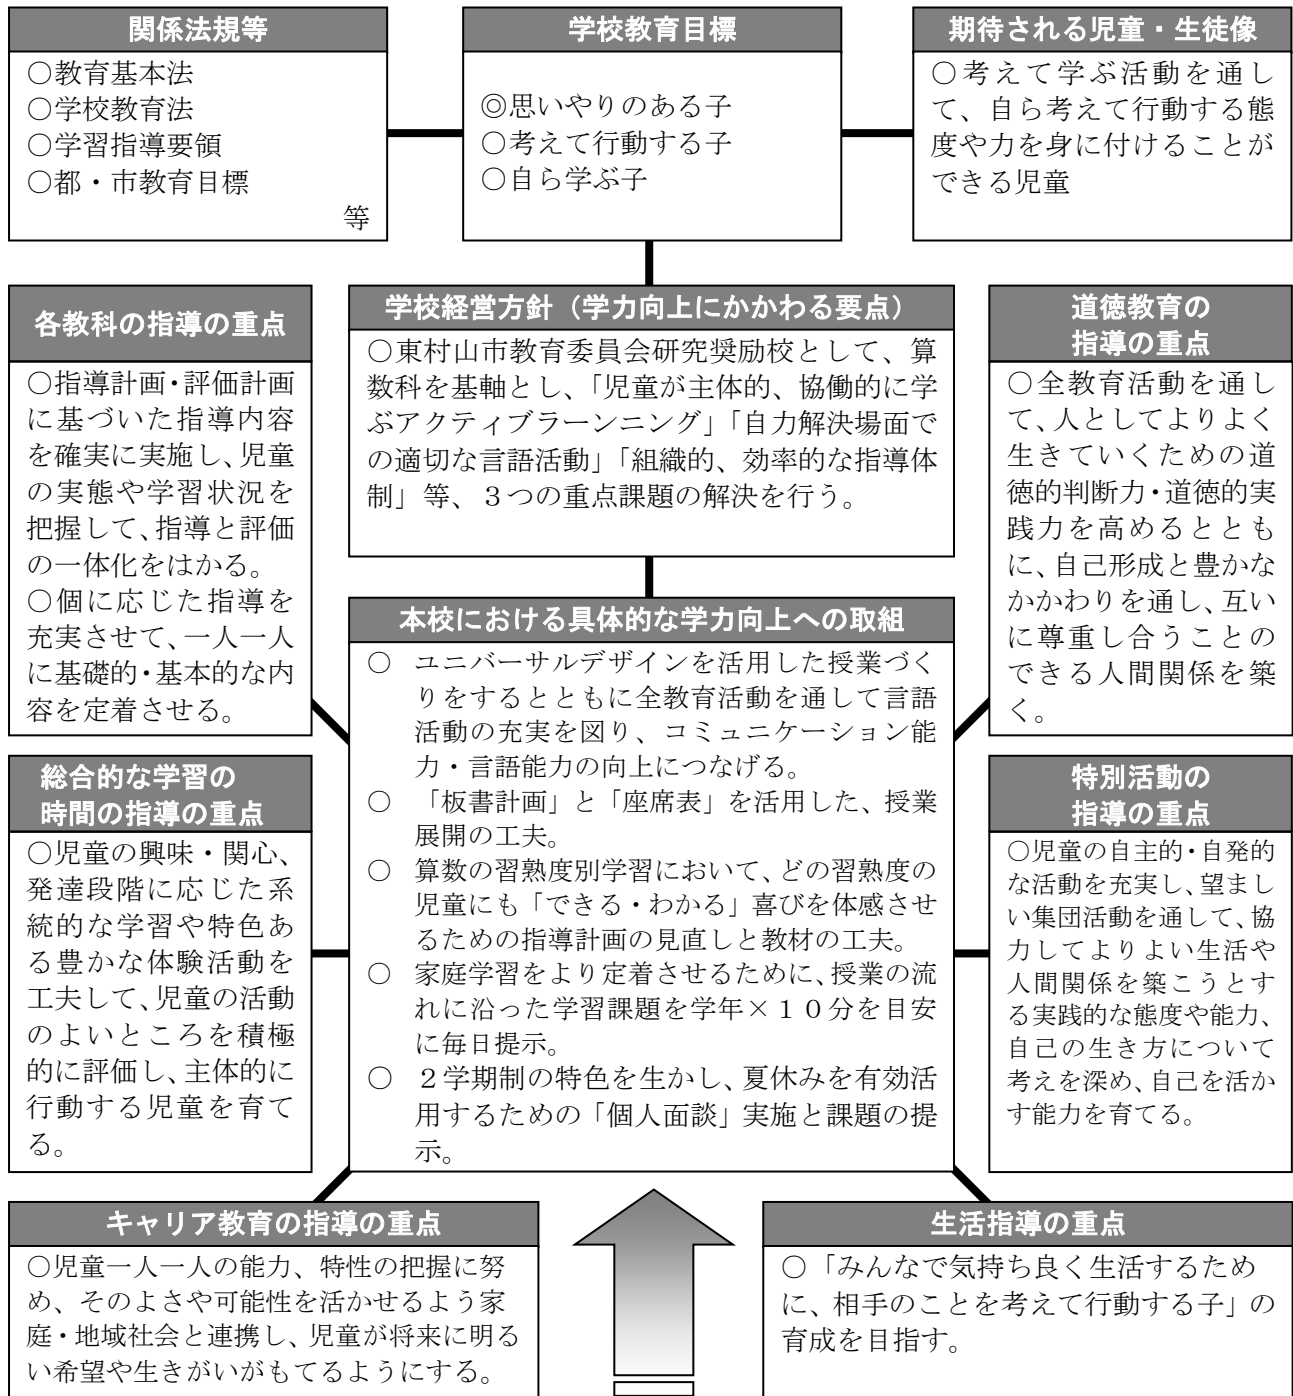 関係法規等
○教育基本法
○学校教育法
○学習指導要領
○都・市教育目標
等
学校教育目標
◎思いやりのある子
○考えて行動する子
○自ら学ぶ子
期待される児童・生徒像
○考えて学ぶ活動を通し
て、自ら考えて行動する態
度や力を身に付けることが
できる児童
各教科の指導の重点
○指導計画・評価計画
に基づいた指導内容
を確実に実施し、児童
の実態や学習状況を
把握して、指導と評価
の一体化をはかる。
○個に応じた指導を
充実させて、一人一人
に基礎的・基本的な内
容を定着させる。
学校経営方針（学力向上にかかわる要点）
○東村山市教育委員会研究奨励校として、算
数科を基軸とし、「児童が主体的、協働的に学
ぶアクティブラーンニング」「自力解決場面で
の適切な言語活動」「組織的、効率的な指導体
制」等、３つの重点課題の解決を行う。
道徳教育の
指導の重点
○全教育活動を通し
て、人としてよりよく
生きていくための道
徳的判断力・道徳的実
践力を高めるととも
に、自己形成と豊かな
かかわりを通し、互い
に尊重し合うことの
できる人間関係を築
く。
本校における具体的な学力向上への取組
○ ユニバーサルデザインを活用した授業づく
りをするとともに全教育活動を通して言語
活動の充実を図り、コミュニケーション能
力・言語能力の向上につなげる。
○ 「板書計画」と「座席表」を活用した、授業
展開の工夫。
○ 算数の習熟度別学習において、どの習熟度の
児童にも「できる・わかる」喜びを体感させ
るための指導計画の見直しと教材の工夫。
○ 家庭学習をより定着させるために、授業の流
れに沿った学習課題を学年×１０分を目安
に毎日提示。
○ ２学期制の特色を生かし、夏休みを有効活
用するための「個人面談」実施と課題の提
示。
総合的な学習の
時間の指導の重点
○児童の興味・関心、
発達段階に応じた系
統的な学習や特色あ
る豊かな体験活動を
工夫して、児童の活動
のよいところを積極
的に評価し、主体的に
行動する児童を育て
る。
特別活動の
指導の重点
○児童の自主的・自発的
な活動を充実し、望まし
い集団活動を通して、協
力してよりよい生活や
人間関係を築こうとす
る実践的な態度や能力、
自己の生き方について
考えを深め、自己を活か
す能力を育てる。
キャリア教育の指導の重点
○児童一人一人の能力、特性の把握に努
め、そのよさや可能性を活かせるよう家
庭・地域社会と連携し、児童が将来に明る
い希望や生きがいがもてるようにする。
生活指導の重点
○「みんなで気持ち良く生活するため
に、相手のことを考えて行動する子」の
育成を目指す。